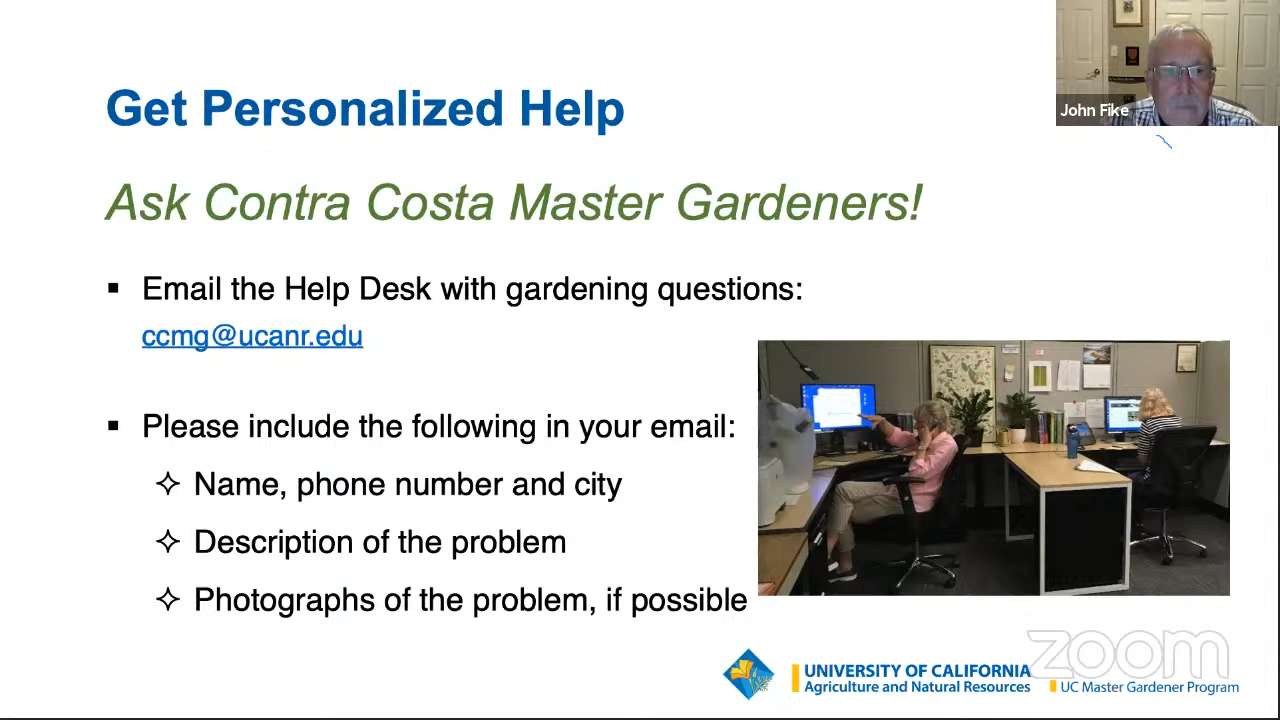 Get Personalized Help
John Fike
Ask Contra Costa Master Gardeners!
▪ Email the Help Desk with gardening questions:
ccmg@ucanr.edu
▪ Please include the following in your email:
✧ Name, phone number and city
✧ Description of the problem
✧ Photographs of the problem, if possible
zoom
UNIVERSITY OF CALIFORNIA
Agriculture and Natural Resources
UC Master Gardener Program